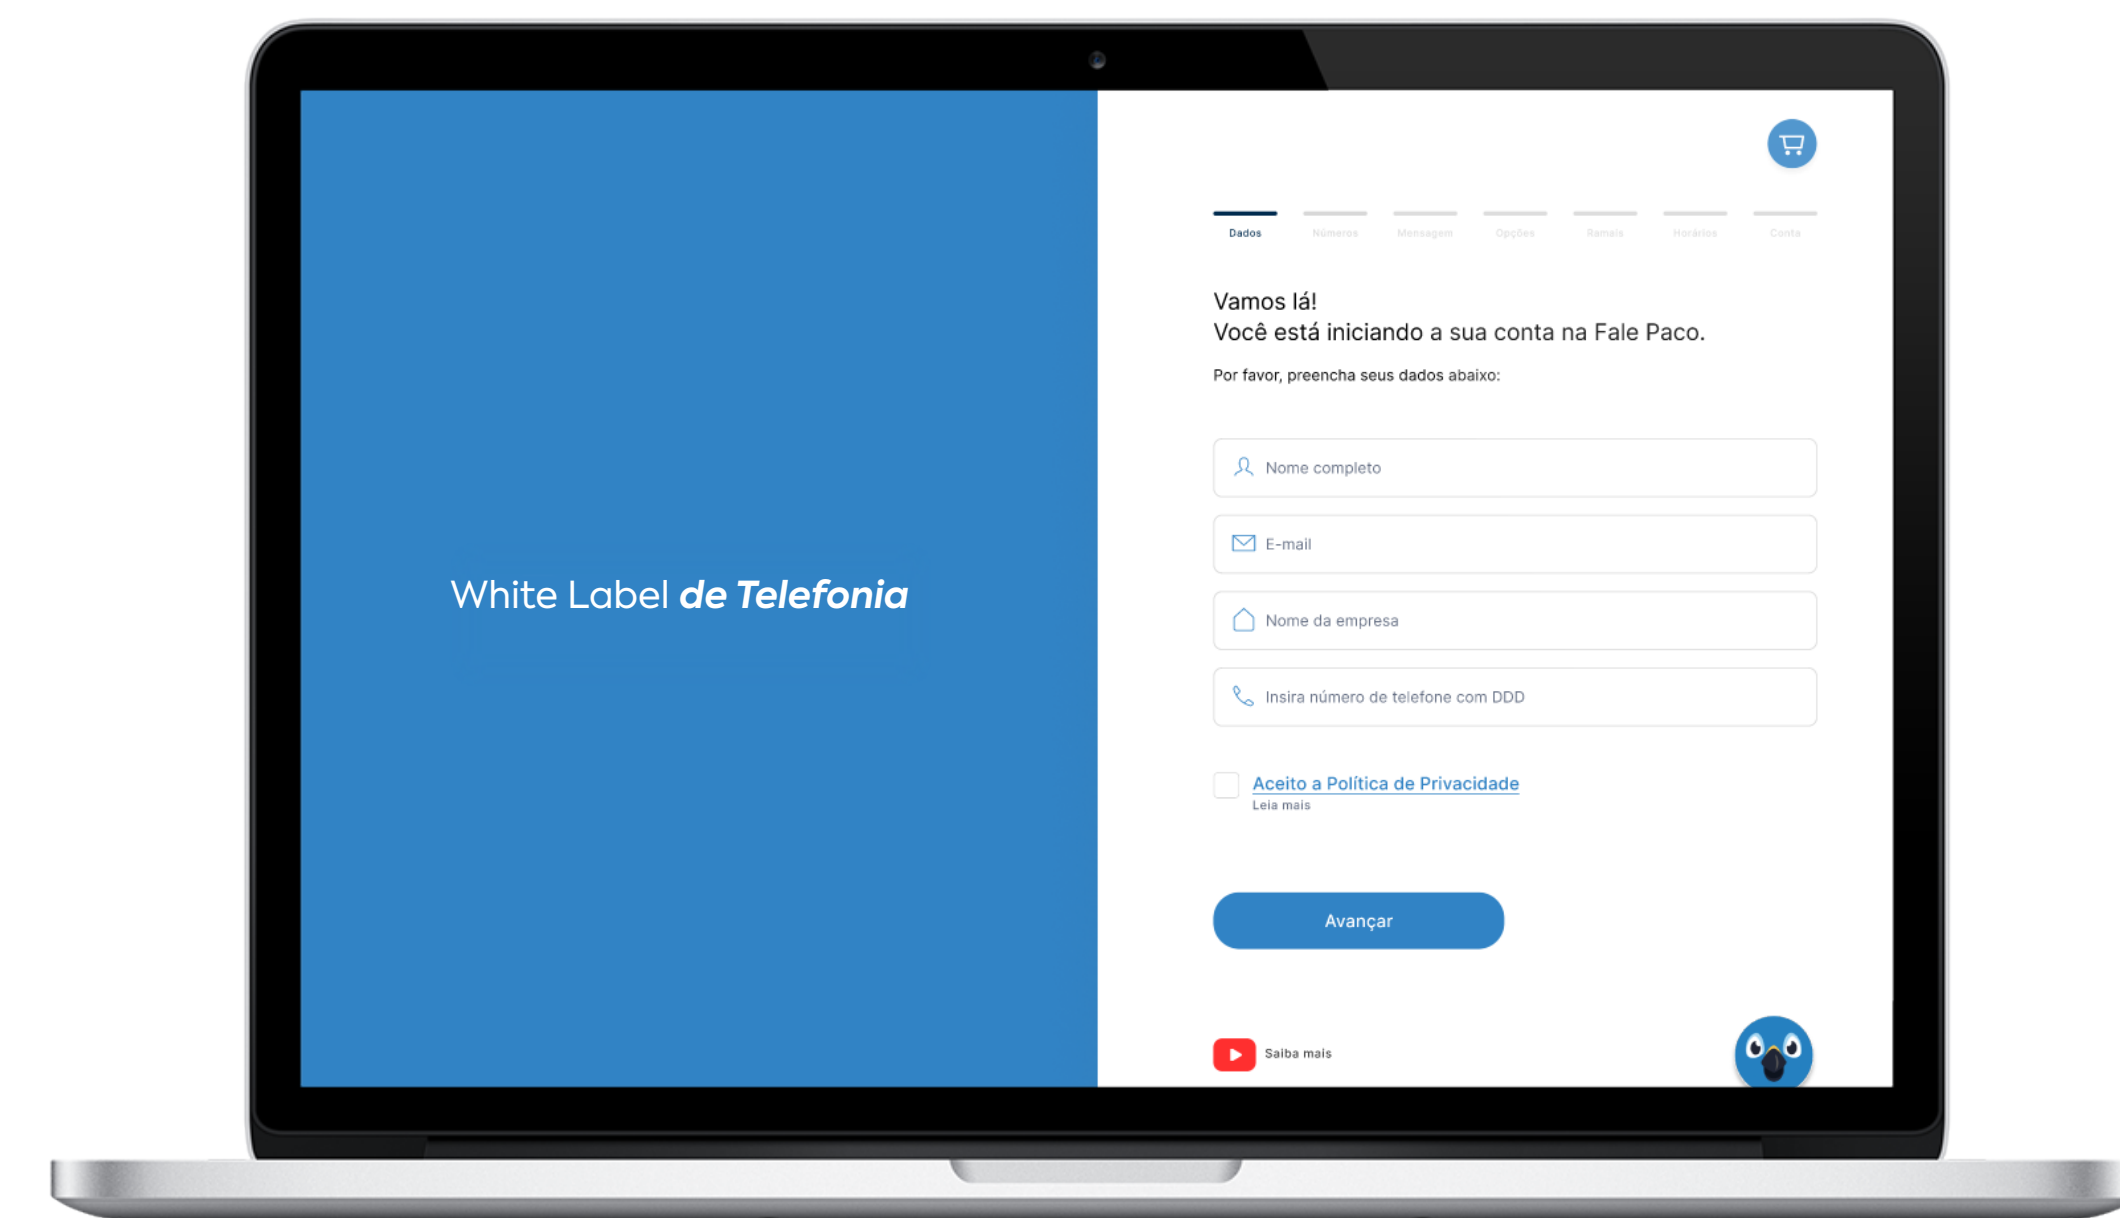 White Label de Telefonia
Dados
Números
Mensagem
Opções
Ramais
Horários
Conta
Vamos lá!
Você está iniciando a sua conta na Fale Paco.
Por favor, preencha seus dados abaixo:
Nome completo
E-mail
Nome da empresa
Insira número de telefone com DDD
Aceito a Política de Privacidade
Leia mais
Avançar
Saiba mais